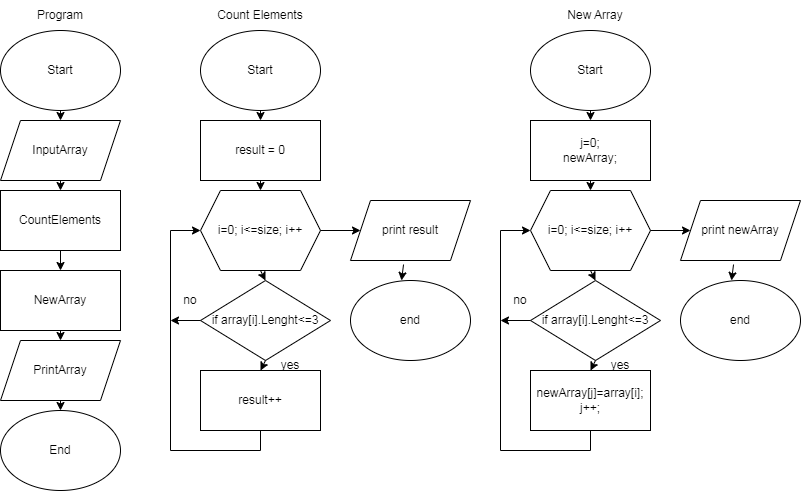 Program
Start
InputArray
CountElements
NewArray
PrintArray
End
Count Elements
Start
result = 0
i=0; i<=size; i++
print result
end
no
if array[i].Lenght<=3
yes
result++
New Array
Start
j=0;
newArray;
i=0; i<=size; i++
print newArray
end
no
if array[i].Lenght<=3
yes
newArray[j]=array[i];
j++;